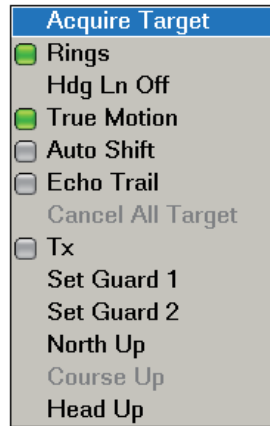 Acquire Target
Rings
Hdg Ln Off
True Motion
Auto Shift
Echo Trail
Cancel All Target
Tx
Set Guard 1
Set Guard 2
North Up
Course Up
Head Up